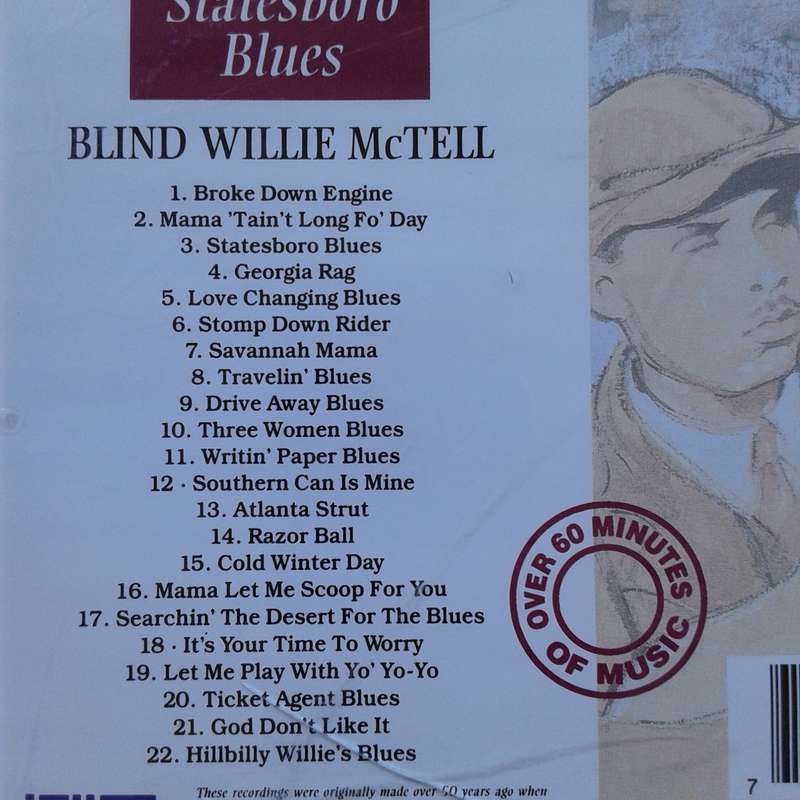 Statesboro
Blues
BLIND WILLIE McTELL
1. Broke Down Engine
2. Mama 'Tain't Long Fo' Day
3. Statesboro Blues
4. Georgia Rag
5. Love Changing Blues
6. Stomp Down Rider
7. Savannah Mama
8. Travelin' Blues
9. Drive Away Blues
10. Three Women Blues
11. Writin' Paper Blues
12 · Southern Can Is Mine
13. Atlanta Strut
14. Razor Ball
15. Cold Winter Day
16. Mama Let Me Scoop For You
17. Searchin' The Desert For The Blues
18 · It's Your Time To Worry
19. Let Me Play With Yo' Yo-Yo
20. Ticket Agent Blues
21. God Don't Like It
22. Hillbilly Willie's Blues
OVER 60 MINUTES
OF MUSIC
7
These recordings were originally made over 50 years ago when